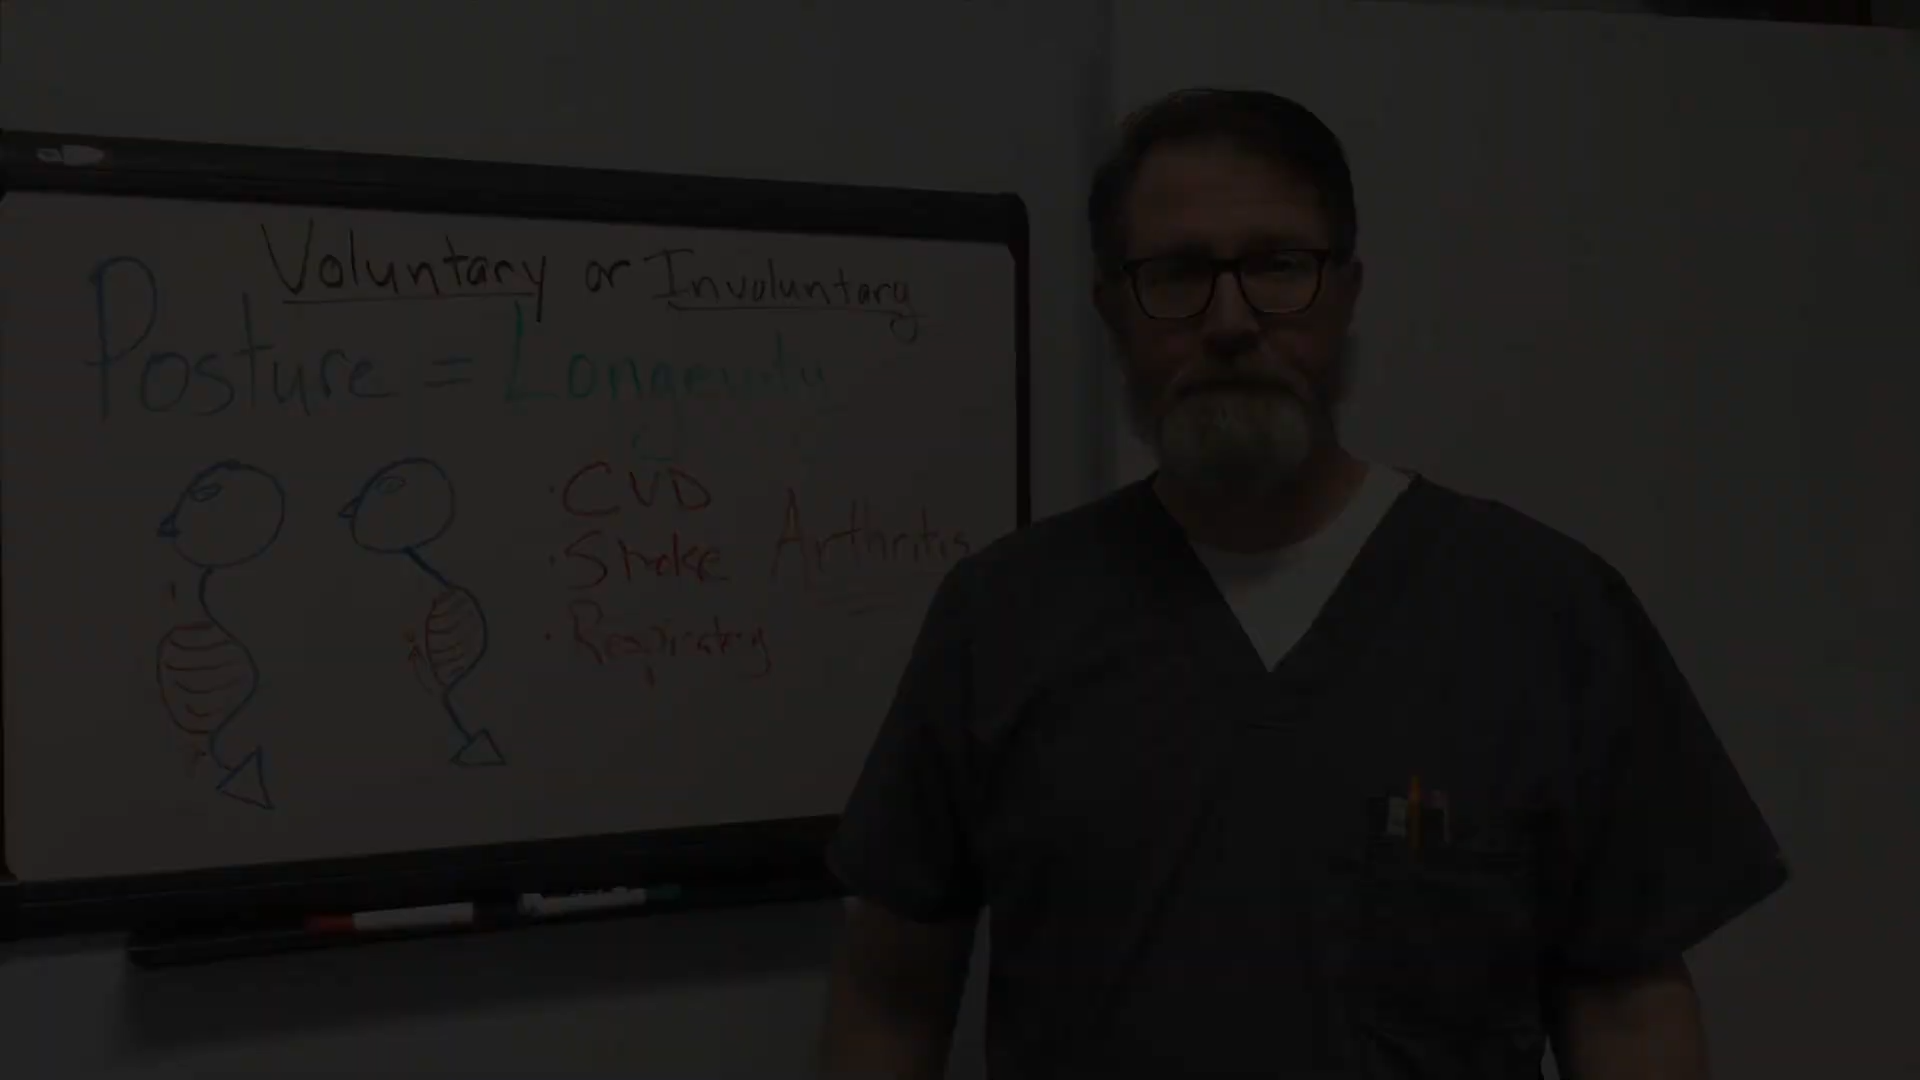 Voluntary or Involuntary
Posture = Longevity
· CVD
· Stroke Arthritis
· Respiratory